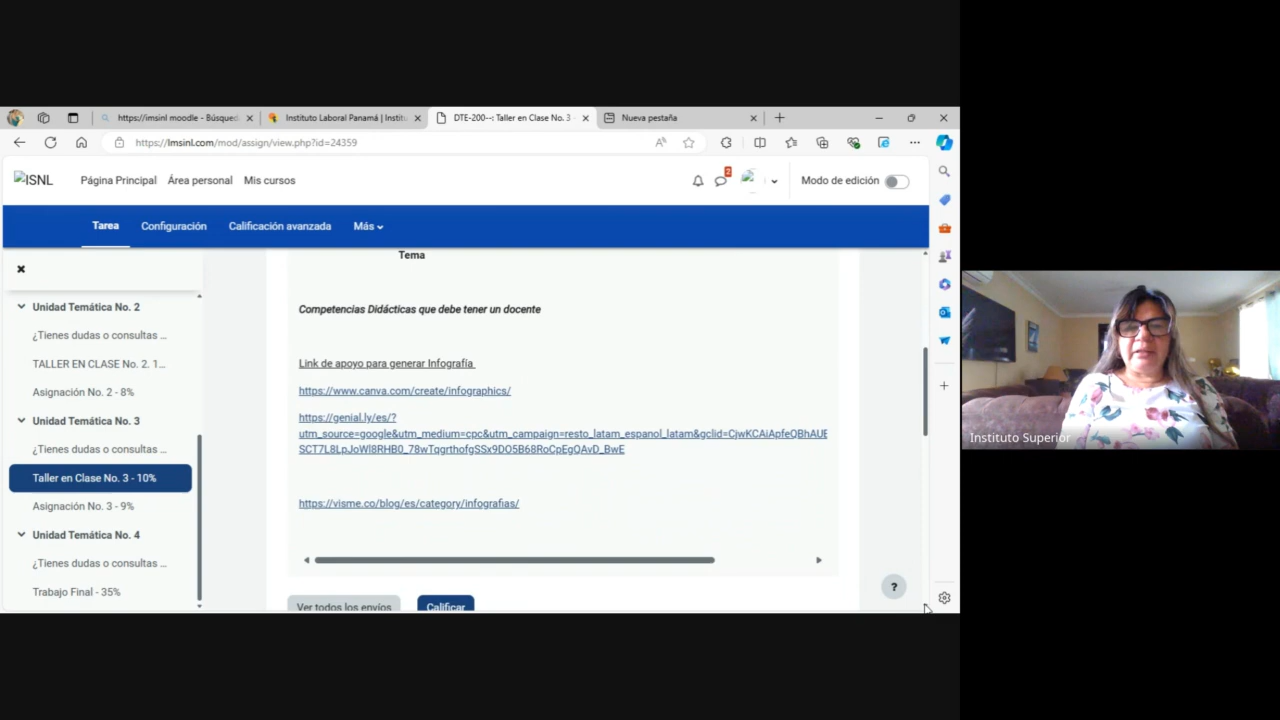 https://imsinl moodle - Búsqued
Instituto Laboral Panamá | Institu
DTE-200--: Taller en Clase No. 3
Nueva pestaña
https://lmsinl.com/mod/assign/view.php?id=24359
ISNL
Página Principal
Área personal
Mis cursos
2
Modo de edición
Tarea
Configuración
Calificación avanzada
Más
Unidad Temática No. 2
¿Tienes dudas o consultas ...
TALLER EN CLASE No. 2. 1...
Asignación No. 2 - 8%
Unidad Temática No. 3
¿Tienes dudas o consultas ...
Taller en Clase No. 3 - 10%
Asignación No. 3 - 9%
Unidad Temática No. 4
¿Tienes dudas o consultas ...
Trabajo Final - 35%
Tema
Competencias Didácticas que debe tener un docente
Link de apoyo para generar Infografía
https://www.canva.com/create/infographics/
https://genial.ly/es/?
utm_source=google&utm_medium=cpc&utm_campaign=resto_latam_espanol_latam&gclid=CjwKCAiApfeQBhAUE
SCT7L8LpJoWl8RHB0_78wTqgrthofgSSx9DO5B68RoCpEgQAvD_BwE
https://visme.co/blog/es/category/infografias/
Ver todos los envíos
Calificar
?
Instituto Superior